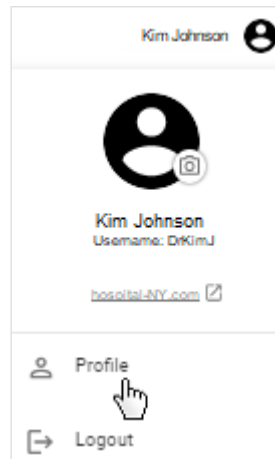 Kim Johnson
Kim Johnson
Username: DrKimJ
hospital-NY.com
Profile
Logout